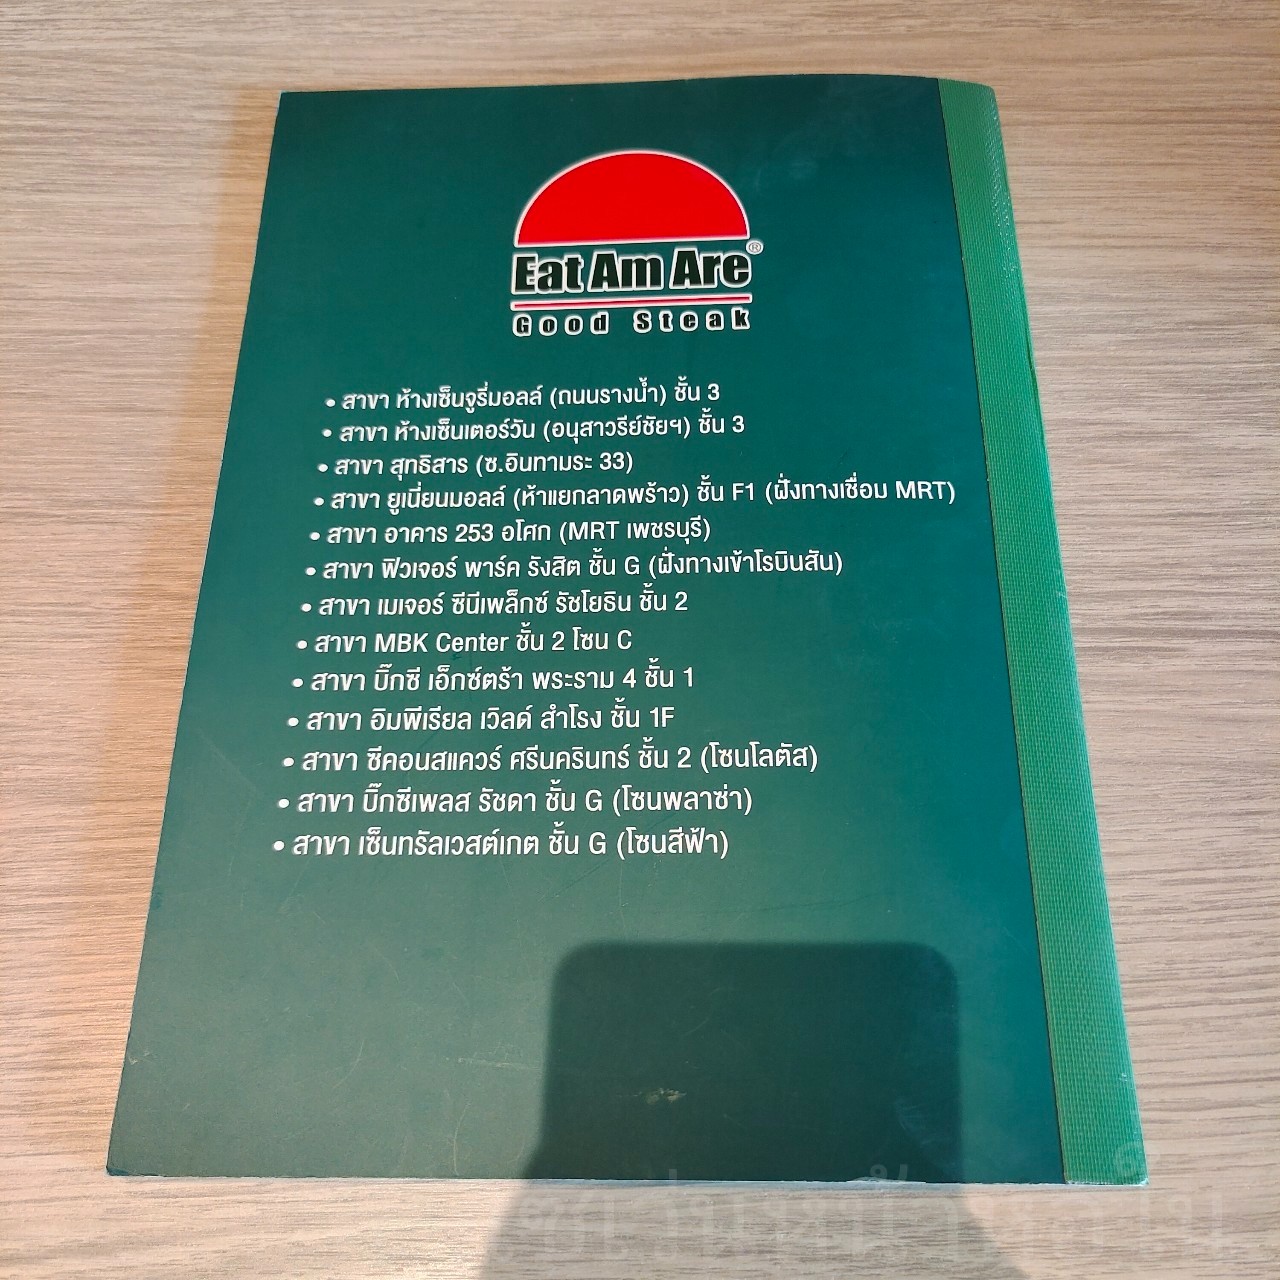 Eat Am Are®
Good Steak
• สาขา ห้างเซ็นจูรี่มอลล์ (ถนนรางน้ำ) ชั้น 3
• สาขา ห้างเซ็นเตอร์วัน (อนุสาวรีย์ชัยฯ) ชั้น 3
• สาขา สุทธิสาร (ซ.อินทามระ 33)
• สาขา ยูเนี่ยนมอลล์ (ห้าแยกลาดพร้าว) ชั้น F1 (ฝั่งทางเชื่อม MRT)
• สาขา อาคาร 253 อโศก (MRT เพชรบุรี)
• สาขา ฟิวเจอร์ พาร์ค รังสิต ชั้น G (ฝั่งทางเข้าโรบินสัน)
• สาขา เมเจอร์ ซีนีเพล็กซ์ รัชโยธิน ชั้น 2
• สาขา MBK Center ชั้น 2 โซน C
• สาขา บิ๊กซี เอ็กซ์ตร้า พระราม 4 ชั้น 1
• สาขา อิมพีเรียล เวิลด์ สำโรง ชั้น 1F
• สาขา ซีคอนสแควร์ ศรีนครินทร์ ชั้น 2 (โซนโลตัส)
• สาขา บิ๊กซีเพลส รัชดา ชั้น G (โซนพลาซ่า)
• สาขา เซ็นทรัลเวสต์เกต ชั้น G (โซนสีฟ้า)